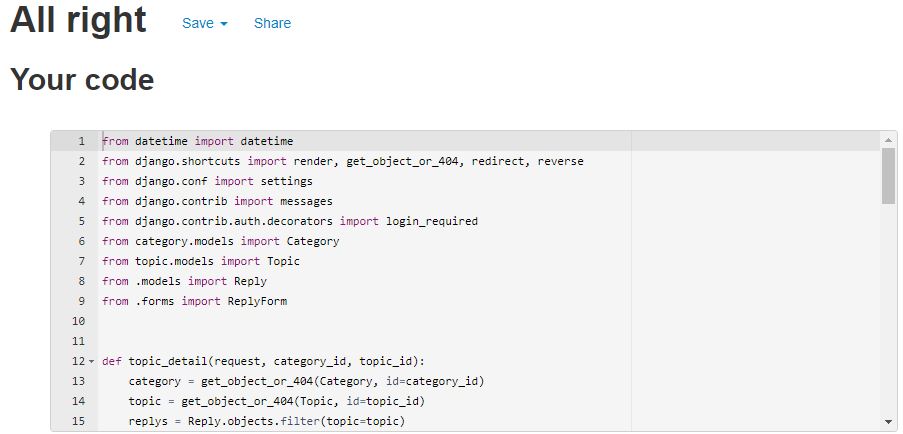 All right Save Share
Your code
1 from datetime import datetime
2 from django.shortcuts import render, get_object_or_404, redirect, reverse
3 from django.conf import settings
4 from django.contrib import messages
5 from django.contrib.auth.decorators import login_required
6 from category.models import Category
7 from topic.models import Topic
8 from .models import Reply
9 from .forms import ReplyForm
10
11
12 def topic_detail(request, category_id, topic_id):
13     category = get_object_or_404(Category, id=category_id)
14     topic = get_object_or_404(Topic, id=topic_id)
15     replys = Reply.objects.filter(topic=topic)